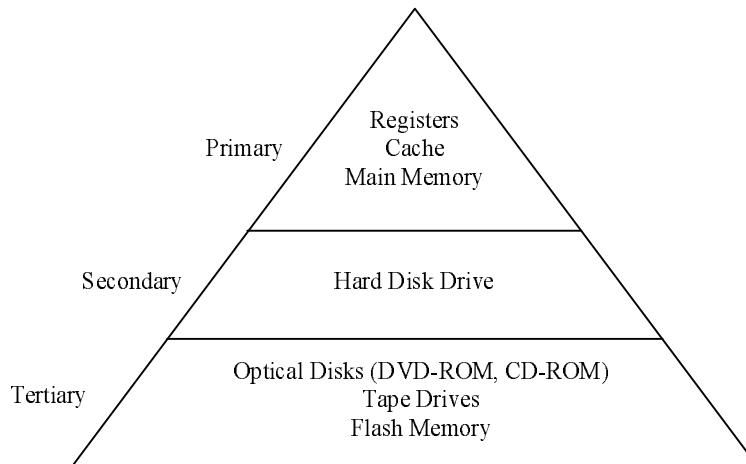 Registers
Primary
Cache
Main Memory
Secondary
Hard Disk Drive
Optical Disks (DVD-ROM, CD-ROM)
Tertiary
Tape Drives
Flash Memory